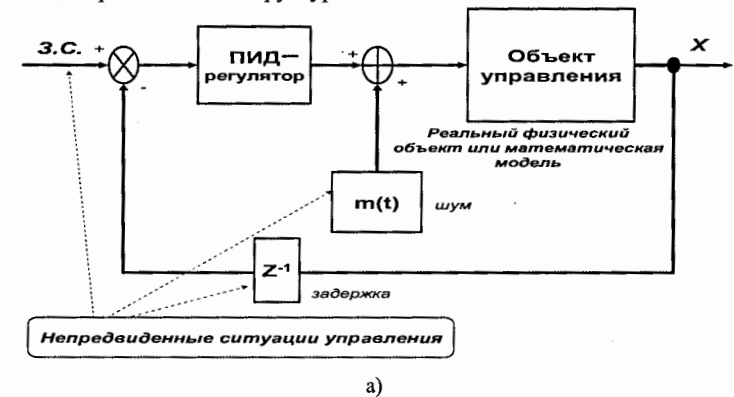 З.С.
+
-
ПИД—
регулятор
+
+
Объект
управления
X
Реальный физический
объект или математическая
модель
m(t)
шум
Z-1
задержка
Непредвиденные ситуации управления
а)